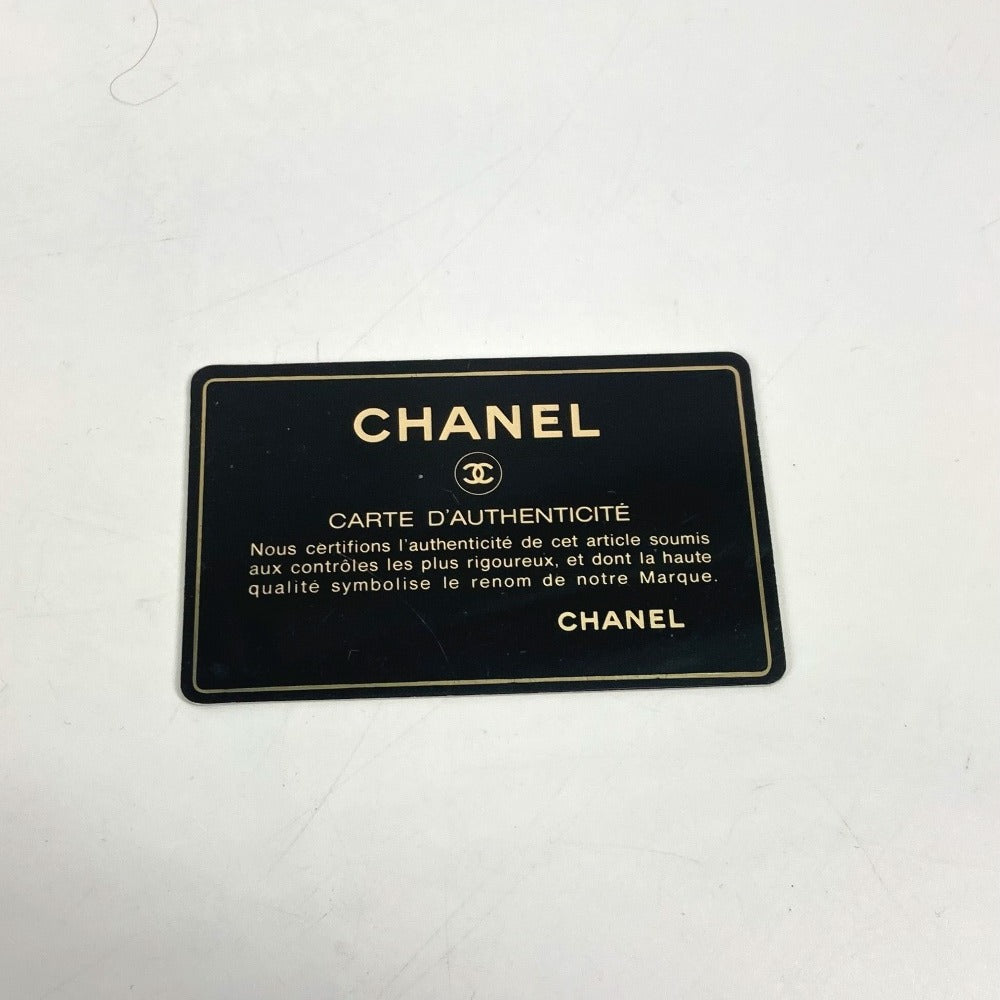 CHANEL
CARTE D'AUTHENTICITÉ
Nous certifions l'authenticité de cet article soumis
aux contrôles les plus rigoureux, et dont la haute
qualité symbolise le renom de notre Marque.
CHANEL